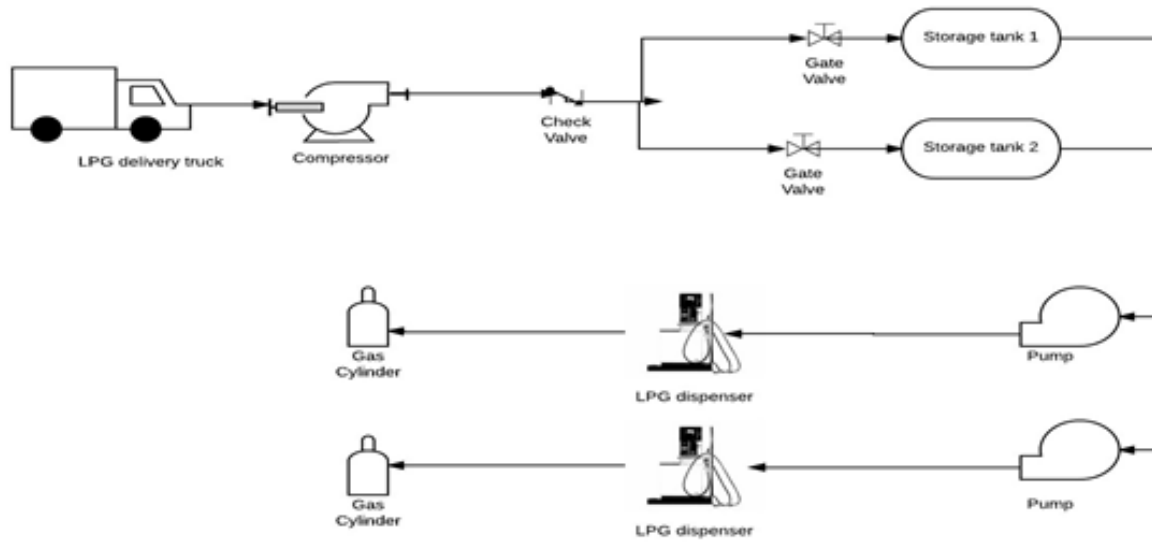 Storage tank 1
Gate
Valve
LPG delivery truck
Compressor
Check
Valve
Storage tank 2
Gate
Valve
Gas
Cylinder
LPG dispenser
Pump
Gas
Cylinder
LPG dispenser
Pump